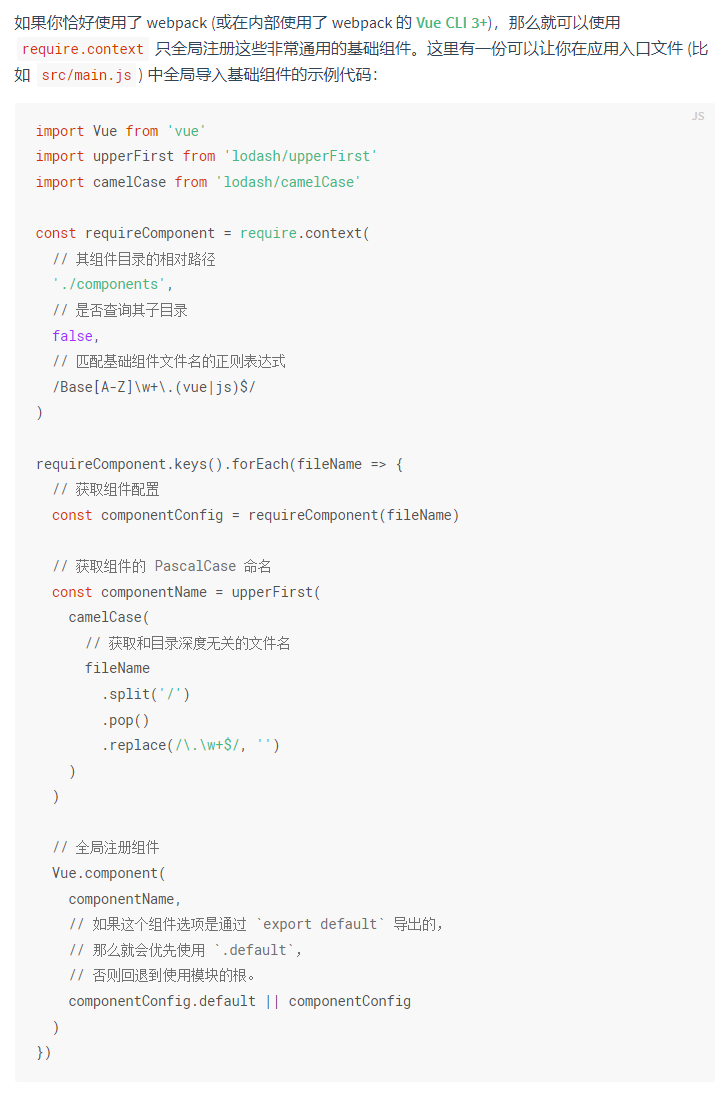 如果你恰好使用了 webpack (或在内部使用了 webpack 的 Vue CLI 3+)，那么就可以使用
require.context 只全局注册这些非常通用的基础组件。这里有一份可以让你在应用入口文件 (比
如 src/main.js ) 中全局导入基础组件的示例代码：
JS
import Vue from 'vue'
import upperFirst from 'lodash/upperFirst'
import camelCase from 'lodash/camelCase'

const requireComponent = require.context(
  // 其组件目录的相对路径
  './components',
  // 是否查询其子目录
  false,
  // 匹配基础组件文件名的正则表达式
  /Base[A-Z]\w+\.(vue|js)$/
)

requireComponent.keys().forEach(fileName => {
  // 获取组件配置
  const componentConfig = requireComponent(fileName)

  // 获取组件的 PascalCase 命名
  const componentName = upperFirst(
    camelCase(
      // 获取和目录深度无关的文件名
      fileName
        .split('/')
        .pop()
        .replace(/\.\w+$/, '')
    )
  )

  // 全局注册组件
  Vue.component(
    componentName,
    // 如果这个组件选项是通过 `export default` 导出的，
    // 那么就会优先使用 `.default`，
    // 否则回退到使用模块的根。
    componentConfig.default || componentConfig
  )
})